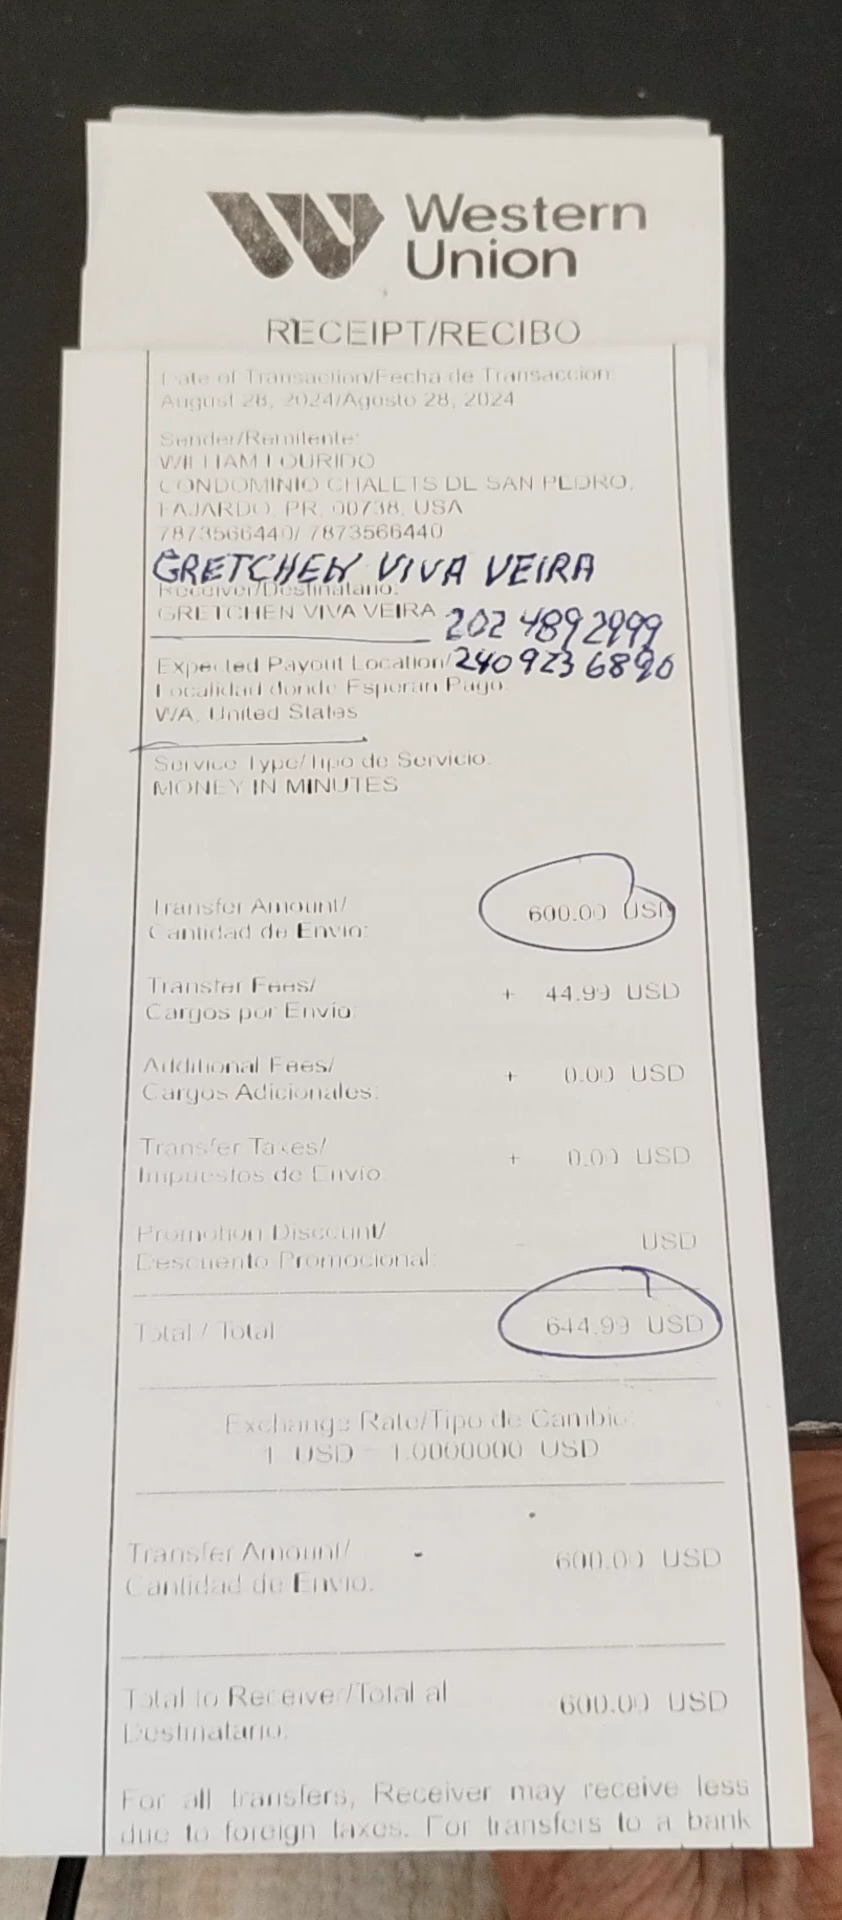 Western
Union
RECEIPT/RECIBO
Date of Transaction/Fecha de Transaccion:
August 28, 2024/Agosto 28, 2024
Sender/Remitente:
WILLIAM LOURIDO
CONDOMINIO CHALETS DE SAN PEDRO,
FAJARDO, PR, 00738, USA
7873566440/ 7873566440
GRETCHEN VIVA VEIRA
Receiver/Destinatario:
GRETCHEN VIVA VEIRA
202 489 2999
Expected Payout Location/
240 923 6890
Localidad donde Esperan Pago:
WA, United States
Service Type/Tipo de Servicio:
MONEY IN MINUTES
Transfer Amount/
Cantidad de Envio: 600.00 USD
Transfer Fees/
Cargos por Envio: + 44.99 USD
Additional Fees/
Cargos Adicionales: + 0.00 USD
Transfer Taxes/
Impuestos de Envio: + 0.00 USD
Promotion Discount/
Descuento Promocional: USD
Total / Total 644.99 USD
Exchange Rate/Tipo de Cambio:
1 USD = 1.0000000 USD
Transfer Amount/ - 600.00 USD
Cantidad de Envio:
Total to Receiver/Total al 600.00 USD
Destinatario:
For all transfers, Receiver may receive less
due to foreign taxes. For transfers to a bank